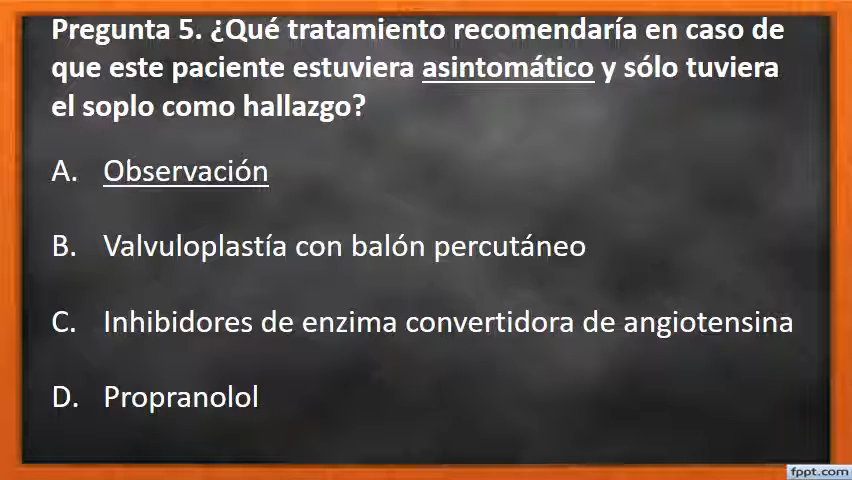 Pregunta 5. ¿Qué tratamiento recomendaría en caso de
que este paciente estuviera asintomático y sólo tuviera
el soplo como hallazgo?
A. Observación
B. Valvuloplastía con balón percutáneo
C. Inhibidores de enzima convertidora de angiotensina
D. Propranolol
fppt.com